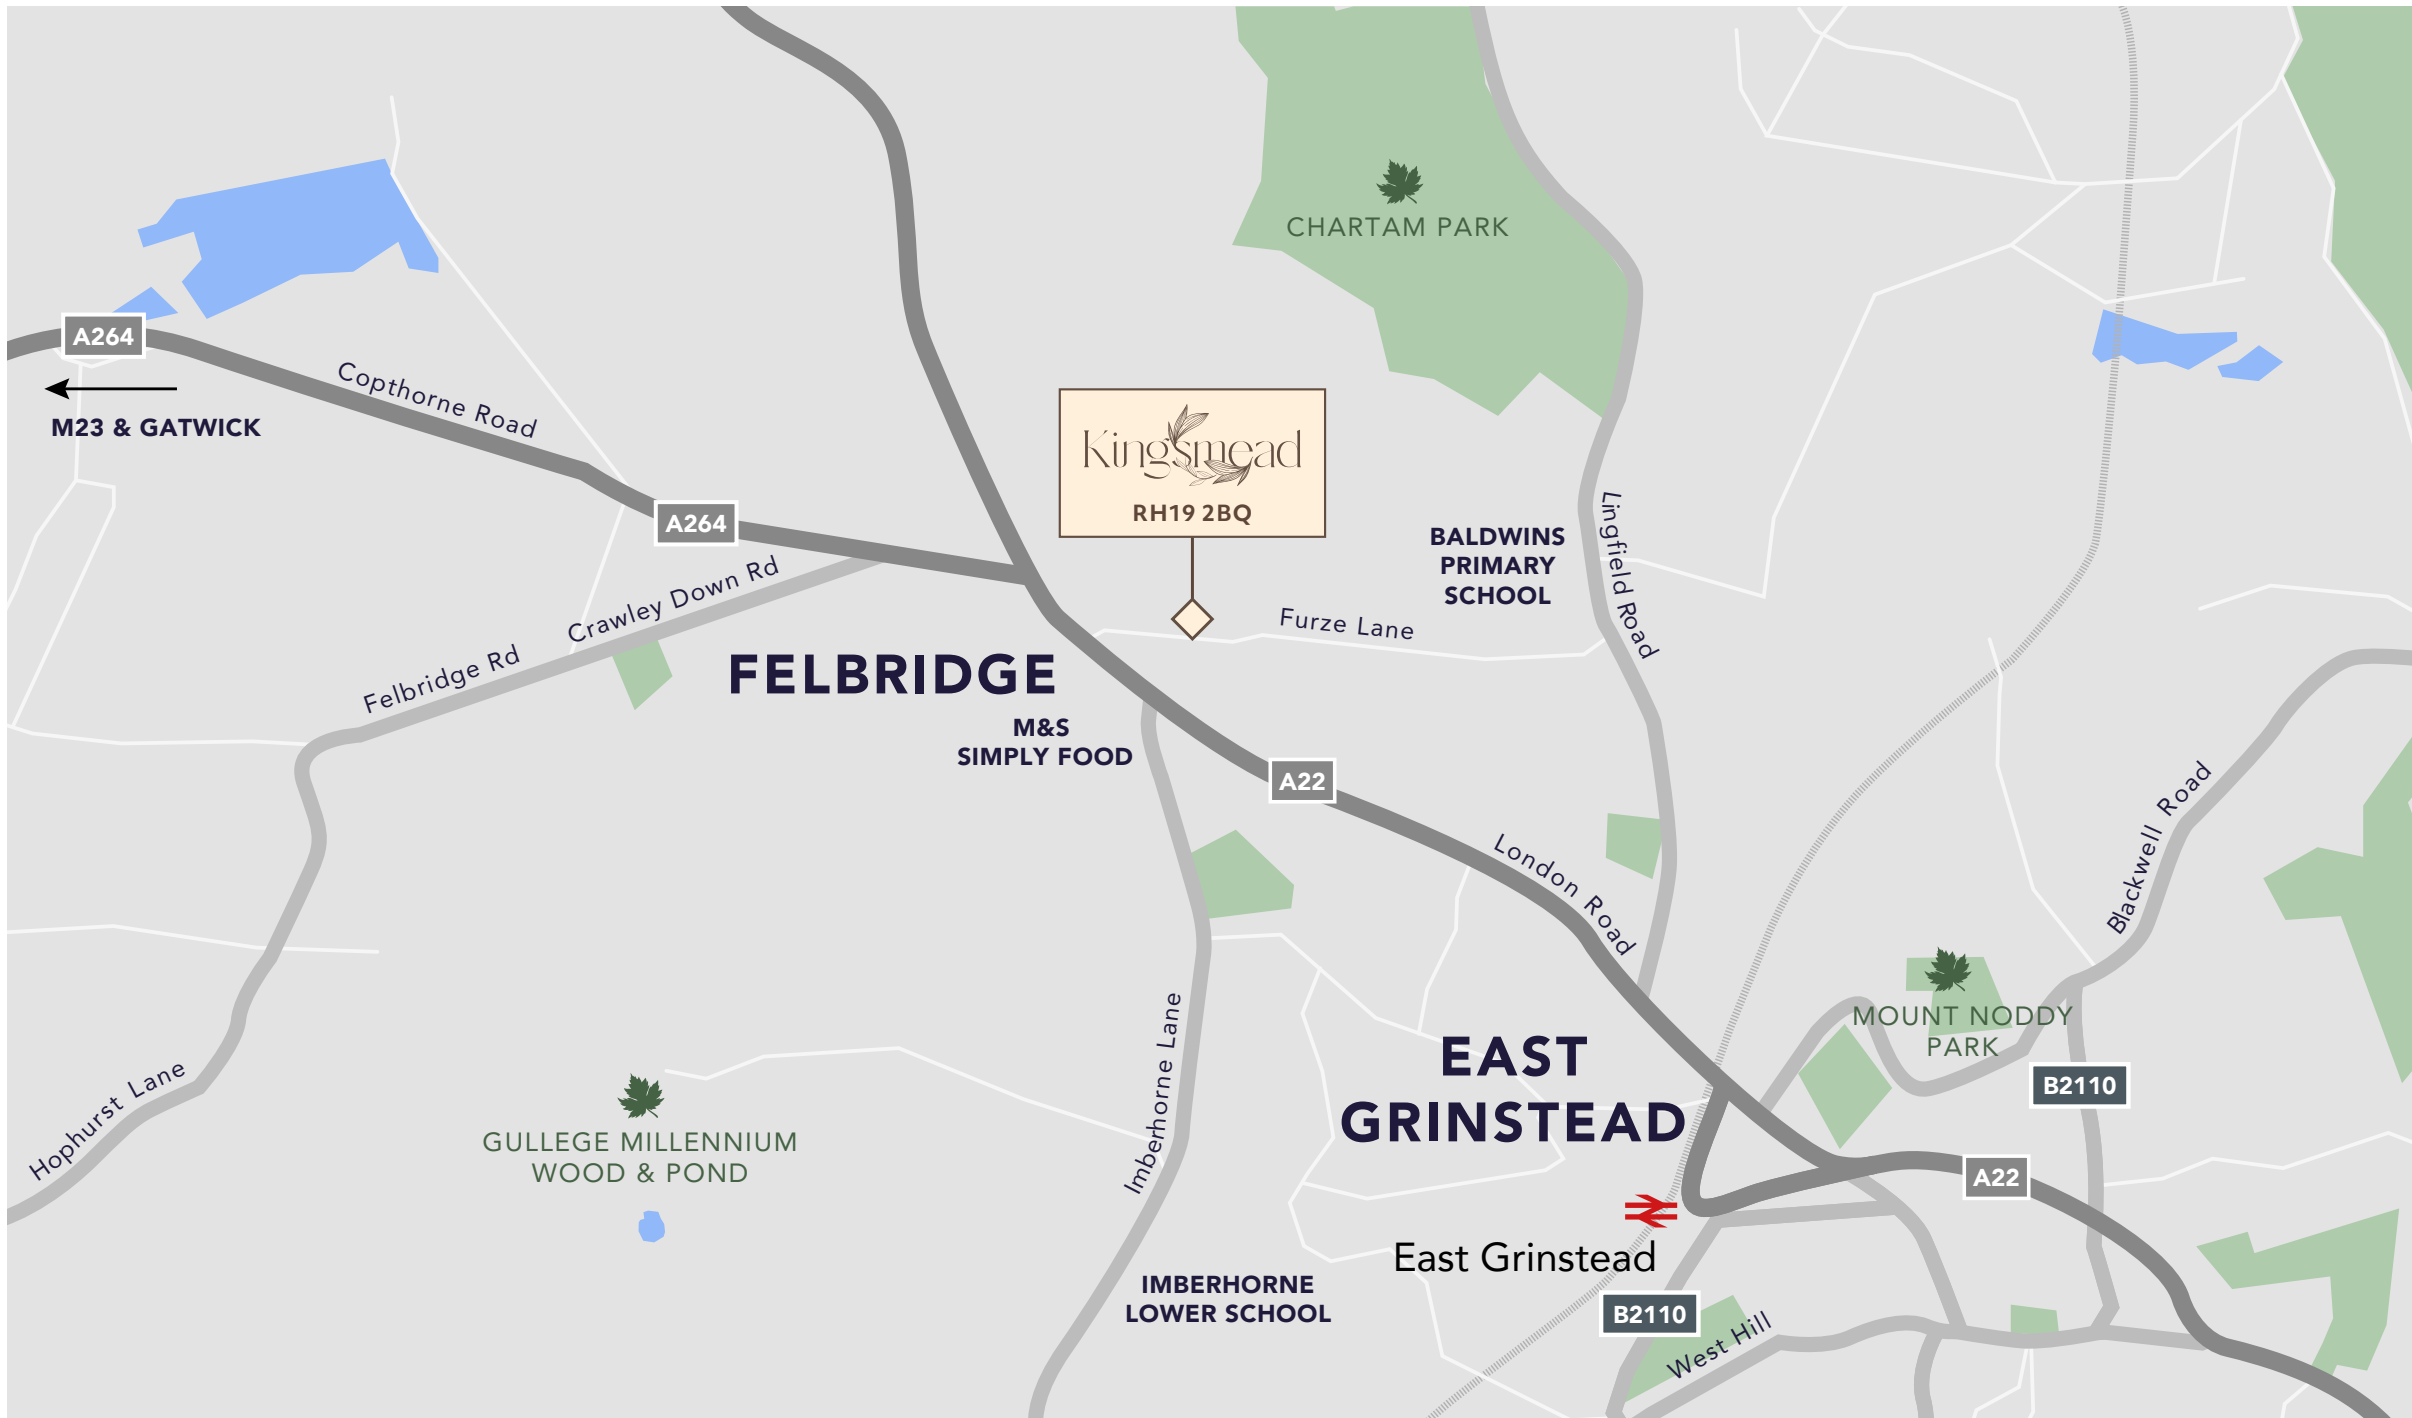 CHARTAM PARK
A264
Copthorne Road
M23 & GATWICK
Kingsmead
RH19 2BQ
A264
Lingfield Road
BALDWINS
PRIMARY
SCHOOL
Crawley Down Rd
Furze Lane
Felbridge Rd
FELBRIDGE
M&S
SIMPLY FOOD
A22
London Road
Blackwell Road
MOUNT NODDY
PARK
Imberhorne Lane
EAST
GRINSTEAD
B2110
Hophurst Lane
GULLEGE MILLENNIUM
WOOD & POND
A22
East Grinstead
IMBERHORNE
LOWER SCHOOL
B2110
West Hill